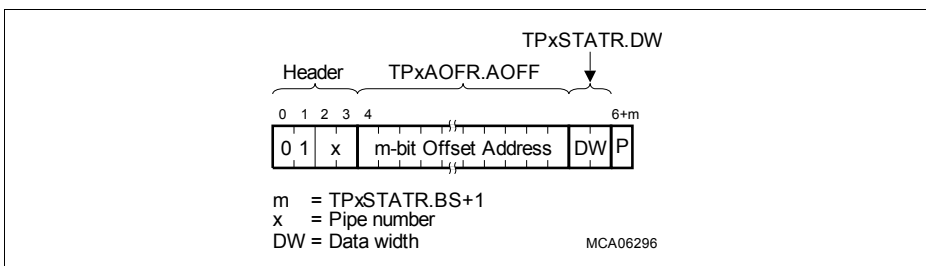 TPxSTATR.DW
Header TPxAOFR.AOFF
0 1 2 3 4 6+m
0 1 x m-bit Offset Address DW P
m = TPxSTATR.BS+1
x = Pipe number
DW = Data width MCA06296